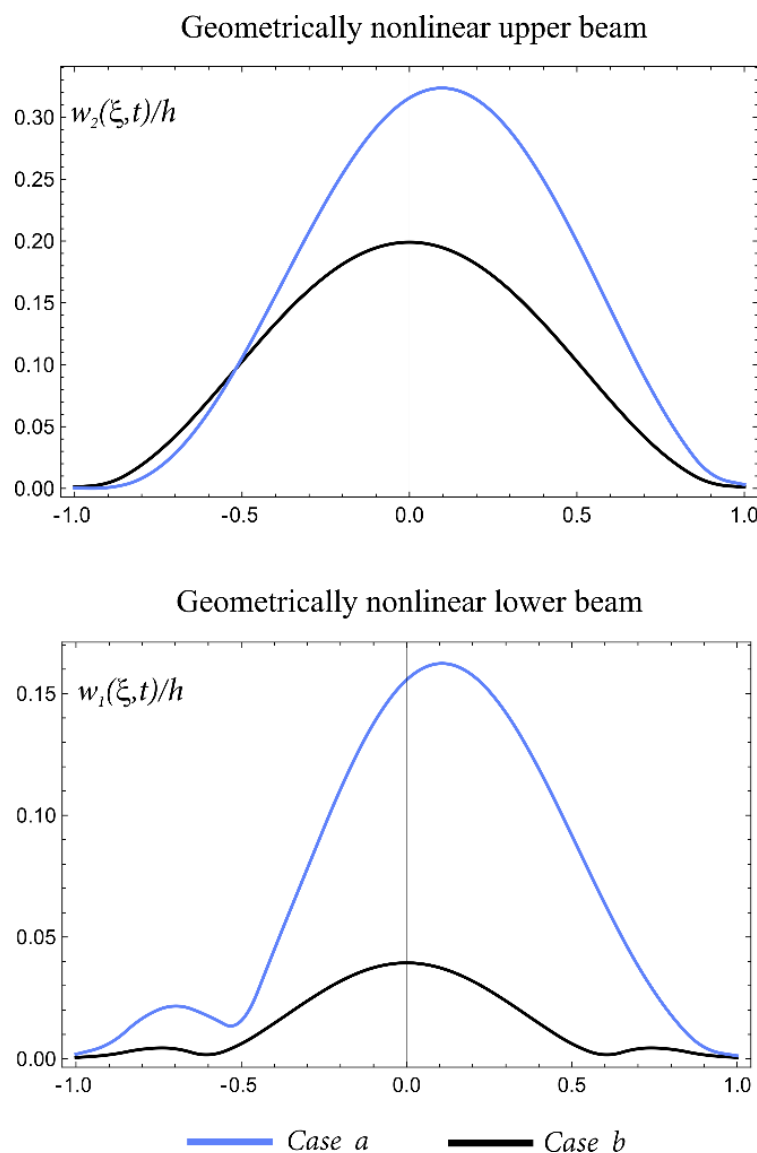 Geometrically nonlinear upper beam
w₂(ξ,t)/h
0.30
0.25
0.20
0.15
0.10
0.05
0.00
-1.0 -0.5 0.0 0.5 1.0
Geometrically nonlinear lower beam
w₁(ξ,t)/h
0.15
0.10
0.05
0.00
-1.0 -0.5 0.0 0.5 1.0
Case a Case b